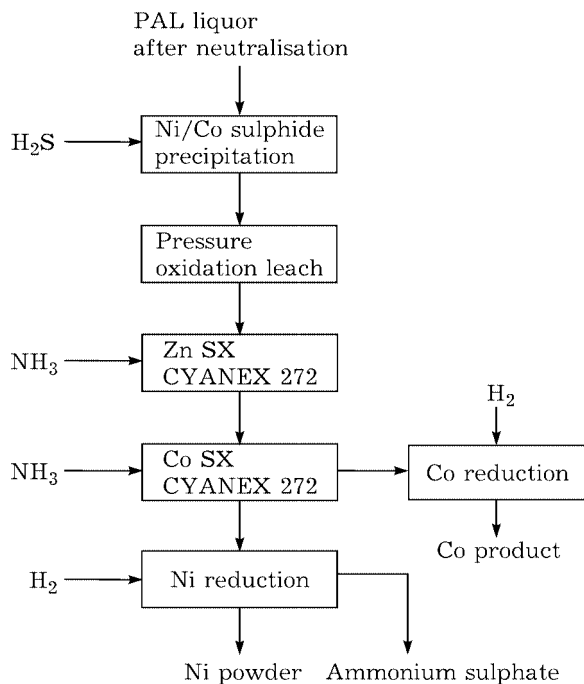 PAL liquor
after neutralisation
H₂S
Ni/Co sulphide
precipitation
Pressure
oxidation leach
NH₃
Zn SX
CYANEX 272
H₂
NH₃
Co SX
CYANEX 272
Co reduction
Co product
H₂
Ni reduction
Ni powder
Ammonium sulphate